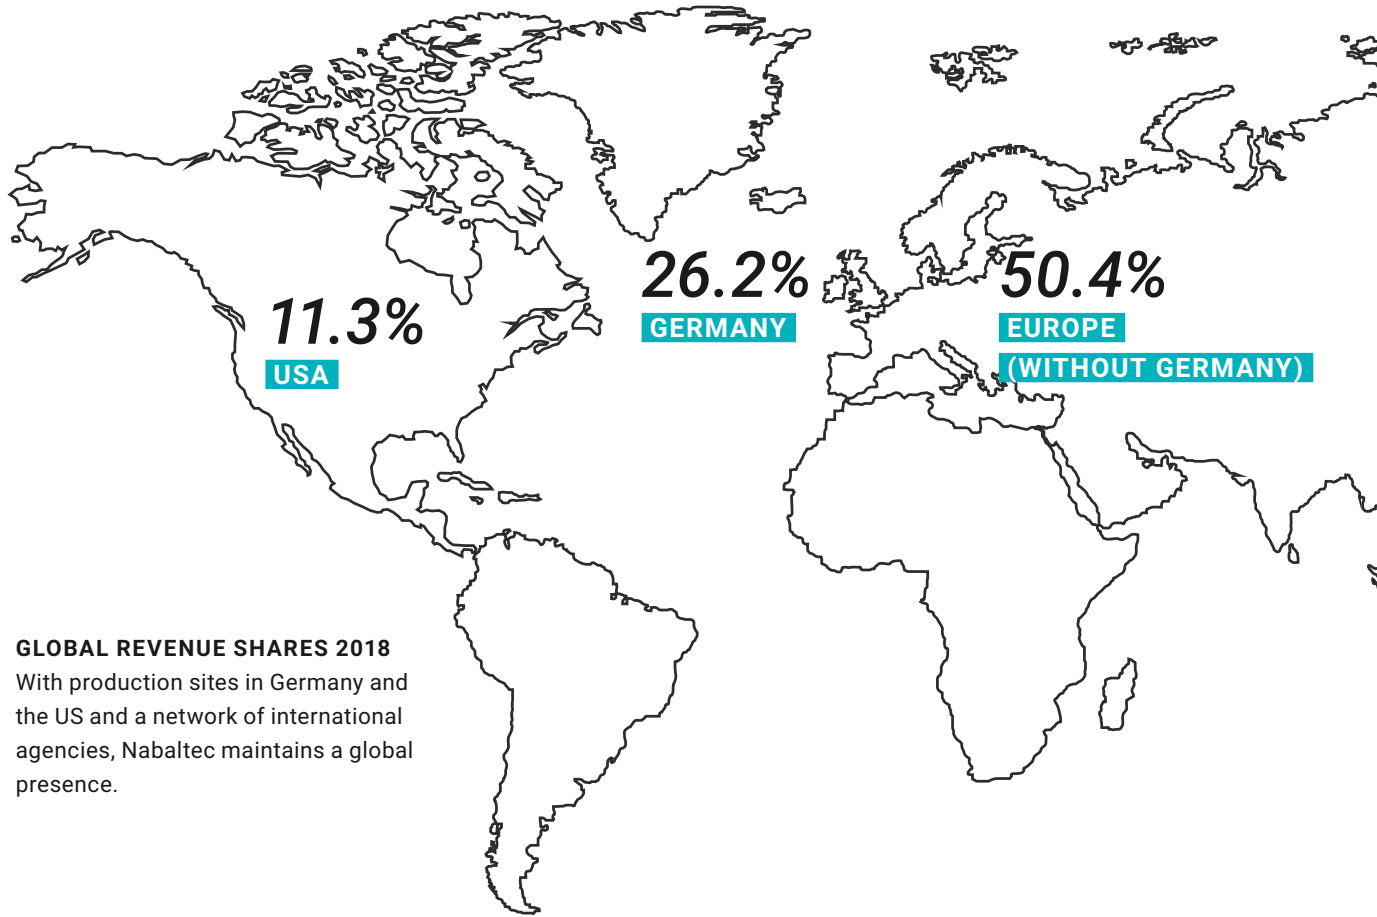 26.2%
GERMANY
50.4%
EUROPE
(WITHOUT GERMANY)
11.3%
USA
GLOBAL REVENUE SHARES 2018
With production sites in Germany and
the US and a network of international
agencies, Nabaltec maintains a global
presence.